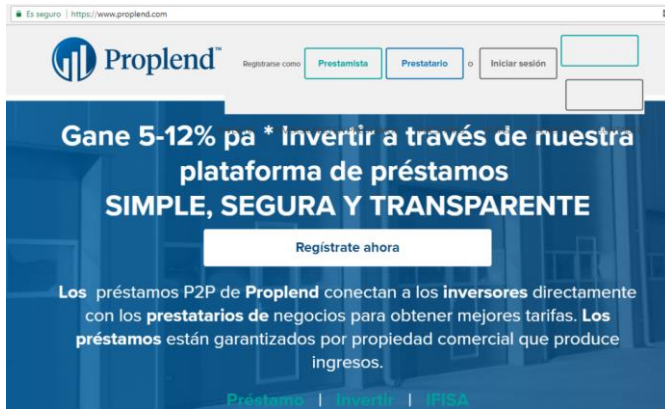 Es seguro | https://www.proplend.com
Proplend™
Registrarse como Prestamista Prestatario o Iniciar sesión
Gane 5-12% pa * Invertir a través de nuestra
plataforma de préstamos
SIMPLE, SEGURA Y TRANSPARENTE
Regístrate ahora
Los préstamos P2P de Proplend conectan a los inversores directamente
con los prestatarios de negocios para obtener mejores tarifas. Los
préstamos están garantizados por propiedad comercial que produce
ingresos.
Préstamo | Invertir | IFISA